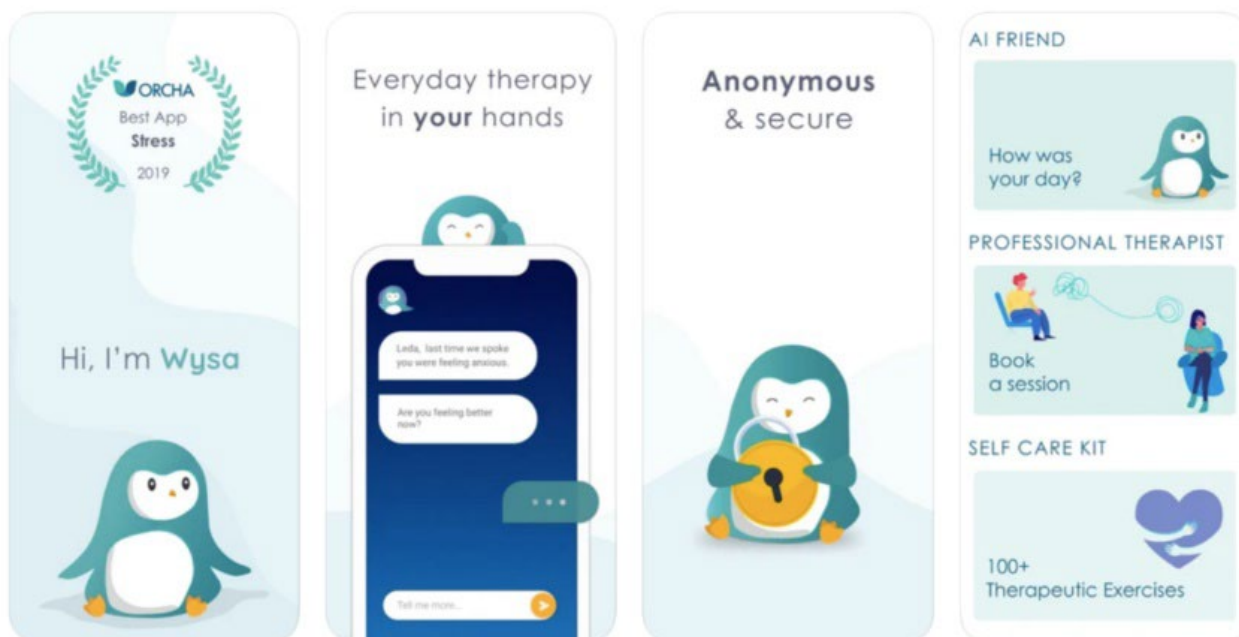 ORCHA
Best App
Stress
2019
Hi, I'm Wysa
Everyday therapy
in your hands
Leda, last time we spoke
you were feeling anxious.
Are you feeling better
now?
Tell me more...
Anonymous
& secure
AI FRIEND
How was
your day?
PROFESSIONAL THERAPIST
Book
a session
SELF CARE KIT
100+
Therapeutic Exercises